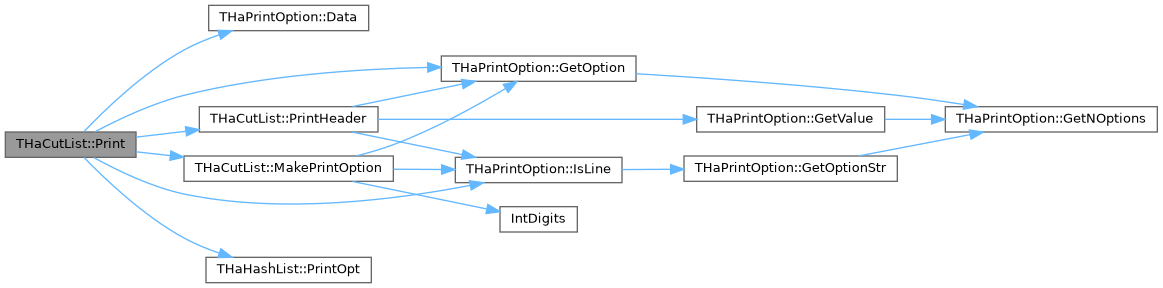 THaPrintOption::Data
THaPrintOption::GetOption
THaCutList::PrintHeader
THaPrintOption::GetValue
THaPrintOption::GetNOptions
THaCutList::Print
THaCutList::MakePrintOption
THaPrintOption::IsLine
THaPrintOption::GetOptionStr
IntDigits
THaHashList::PrintOpt